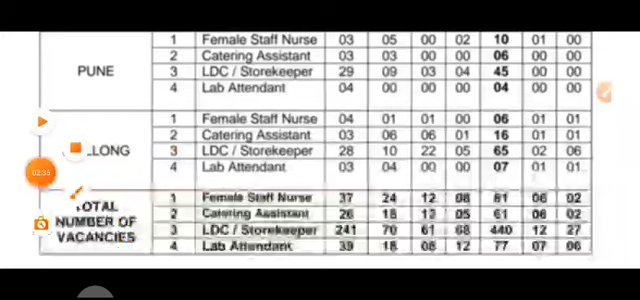 1 Female Staff Nurse 03 05 00 02 10 01 00
2 Catering Assistant 03 03 00 00 06 00 00
PUNE 3 LDC / Storekeeper 29 09 03 04 45 00 00
4 Lab Attendant 04 00 00 00 04 00 00
1 Female Staff Nurse 04 01 01 00 06 01 01
2 Catering Assistant 03 06 06 01 16 01 01
LONG 3 LDC / Storekeeper 28 10 22 05 65 02 06
4 Lab Attendant 03 04 00 00 07 01 01
02:35
TOTAL 1 Female Staff Nurse 37 24 12 08 81 06 02
NUMBER OF 2 Catering Assistant 26 18 12 05 61 06 02
VACANCIES 3 LDC / Storekeeper 241 70 61 68 440 12 27
4 Lab Attendant 39 18 08 12 77 07 06